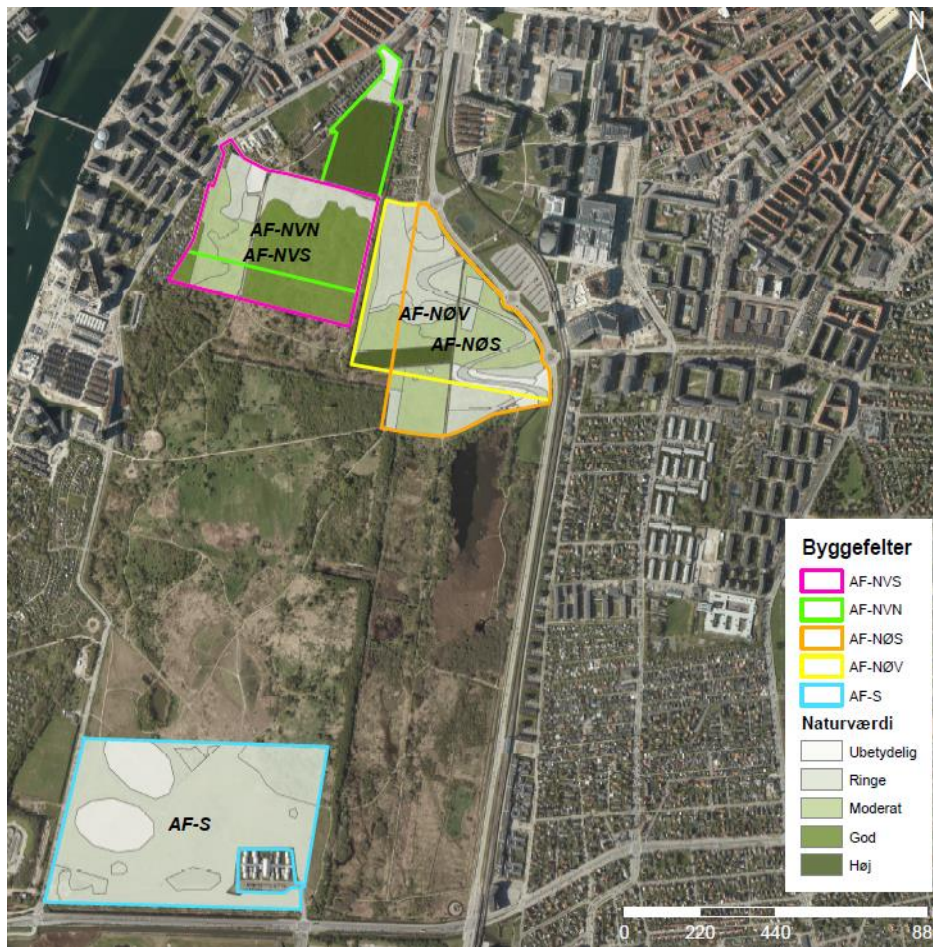 N
AF-NVN
AF-NVS
AF-NØV
AF-NØS
AF-S
Byggefelter
AF-NVS
AF-NVN
AF-NØS
AF-NØV
AF-S
Naturværdi
Ubetydelig
Ringe
Moderat
God
Høj
0 220 440 88